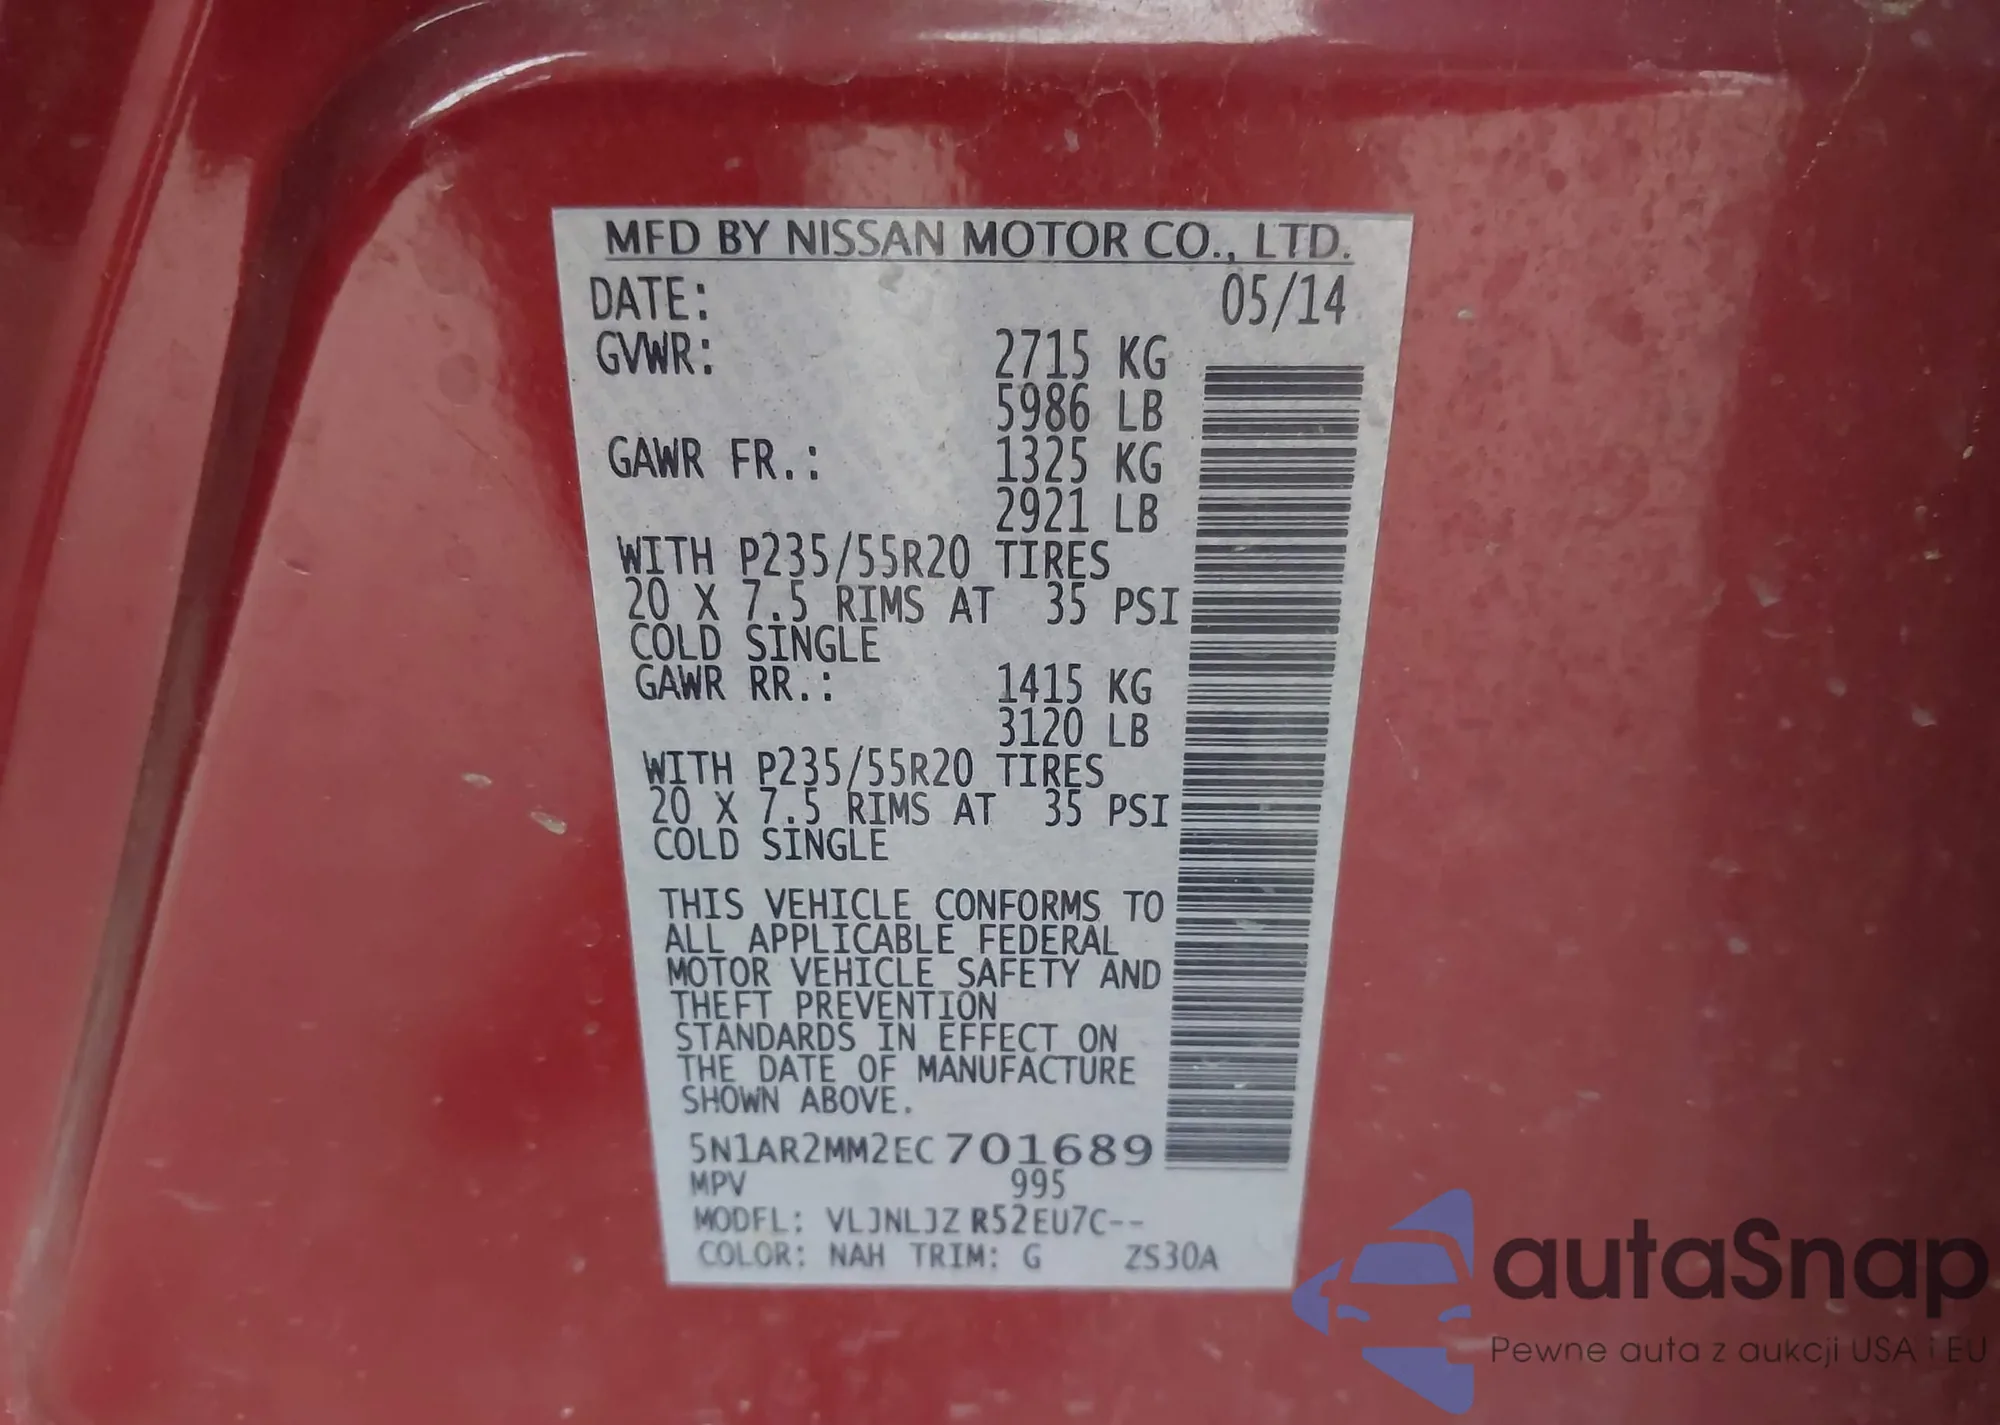 MFD BY NISSAN MOTOR CO., LTD.
DATE: 05/14
GVWR: 2715 KG
5986 LB
GAWR FR.: 1325 KG
2921 LB
WITH P235/55R20 TIRES
20 X 7.5 RIMS AT 35 PSI
COLD SINGLE
GAWR RR.: 1415 KG
3120 LB
WITH P235/55R20 TIRES
20 X 7.5 RIMS AT 35 PSI
COLD SINGLE
THIS VEHICLE CONFORMS TO
ALL APPLICABLE FEDERAL
MOTOR VEHICLE SAFETY AND
THEFT PREVENTION
STANDARDS IN EFFECT ON
THE DATE OF MANUFACTURE
SHOWN ABOVE.
5N1AR2MM2EC701689
MPV 995
MODEL: VLJNLJZ R52EU7C--
COLOR: NAH TRIM: G ZS30A
autaSnap
Pewne auta z aukcji USA i EU